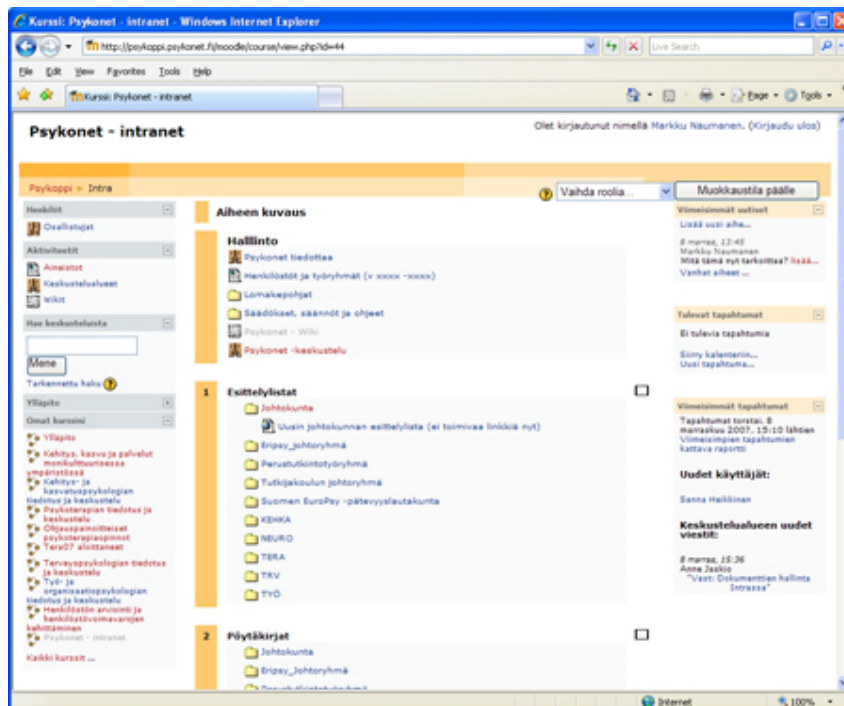 Kurssi: Psykonet - intranet - Windows Internet Explorer
http://psykoppi.psykonet.fi/moodle/course/view.php?id=44
Live Search
File Edit View Favorites Tools Help
Kurssi: Psykonet - intranet
Page Tools
Psykonet - intranet
Olet kirjautunut nimellä Markku Naumanen. (Kirjaudu ulos)
Psykoppi ► Intra
Vaihda roolia...
Muokkaustila päälle
Henkilöt
Osallistujat
Aktiviteetit
Aineistot
Keskustelualueet
Wikit
Hae keskusteluista
Mene
Tarkennettu haku
Ylläpito
Omat kurssini
Ylläpito
Kehitys, kasvu ja palvelut
monikulttuurisessa
ympäristössä
Kehitys- ja
kasvatuspsykologian
tiedotus ja keskustelu
Psykoterapian tiedotus ja
keskustelu
Ohjauspainotteiset
psykoterapiaopinnot
Tera07 aloittaneet
Terveyspsykologian tiedotus
ja keskustelu
Työ- ja
organisaatiopsykologian
tiedotus ja keskustelu
Henkilöstön arviointi ja
henkilöstövoimavarojen
kehittäminen
Psykonet - intranet
Kaikki kurssit ...
Aiheen kuvaus
Halllinto
Psykonet tiedottaa
Henkilöstöt ja työryhmät (v xxxx -xxxx)
Lomakepohjat
Säädökset, säännöt ja ohjeet
Psykonet - Wiki
Psykonet -keskustelu
1
Esittelylistat
Johtokunta
Uusin johtokunnan esittelylista (ei toimivaa linkkiä nyt)
Eripsy_johtoryhmä
Perustutkintotyöryhmä
Tutkijakoulun johtoryhmä
Suomen EuroPsy -pätevyyslautakunta
KEHKA
NEURO
TERA
TRV
TYÖ
2
Pöytäkirjat
Johtokunta
Eripsy_Johtoryhmä
Perustutkintotyöryhmä
Viimeisimmät uutiset
Lisää uusi aihe...
8 marras, 13:45
Markku Naumanen
Mitä tämä nyt tarkoittaa? lisää...
Vanhat aiheet ...
Tulevat tapahtumat
Ei tulevia tapahtumia
Siirry kalenteriin...
Uusi tapahtuma...
Viimeisimmät tapahtumat
Tapahtumat torstai, 8
marraskuu 2007, 15:10 lähtien
Viimeisimpien tapahtumien
kattava raportti
Uudet käyttäjät:
Sanna Heikkinen
Keskustelualueen uudet
viestit:
8 marras, 15:36
Anne Jaskio
"Vast: Dokumenttien hallinta
Intrassa"
Internet
100%